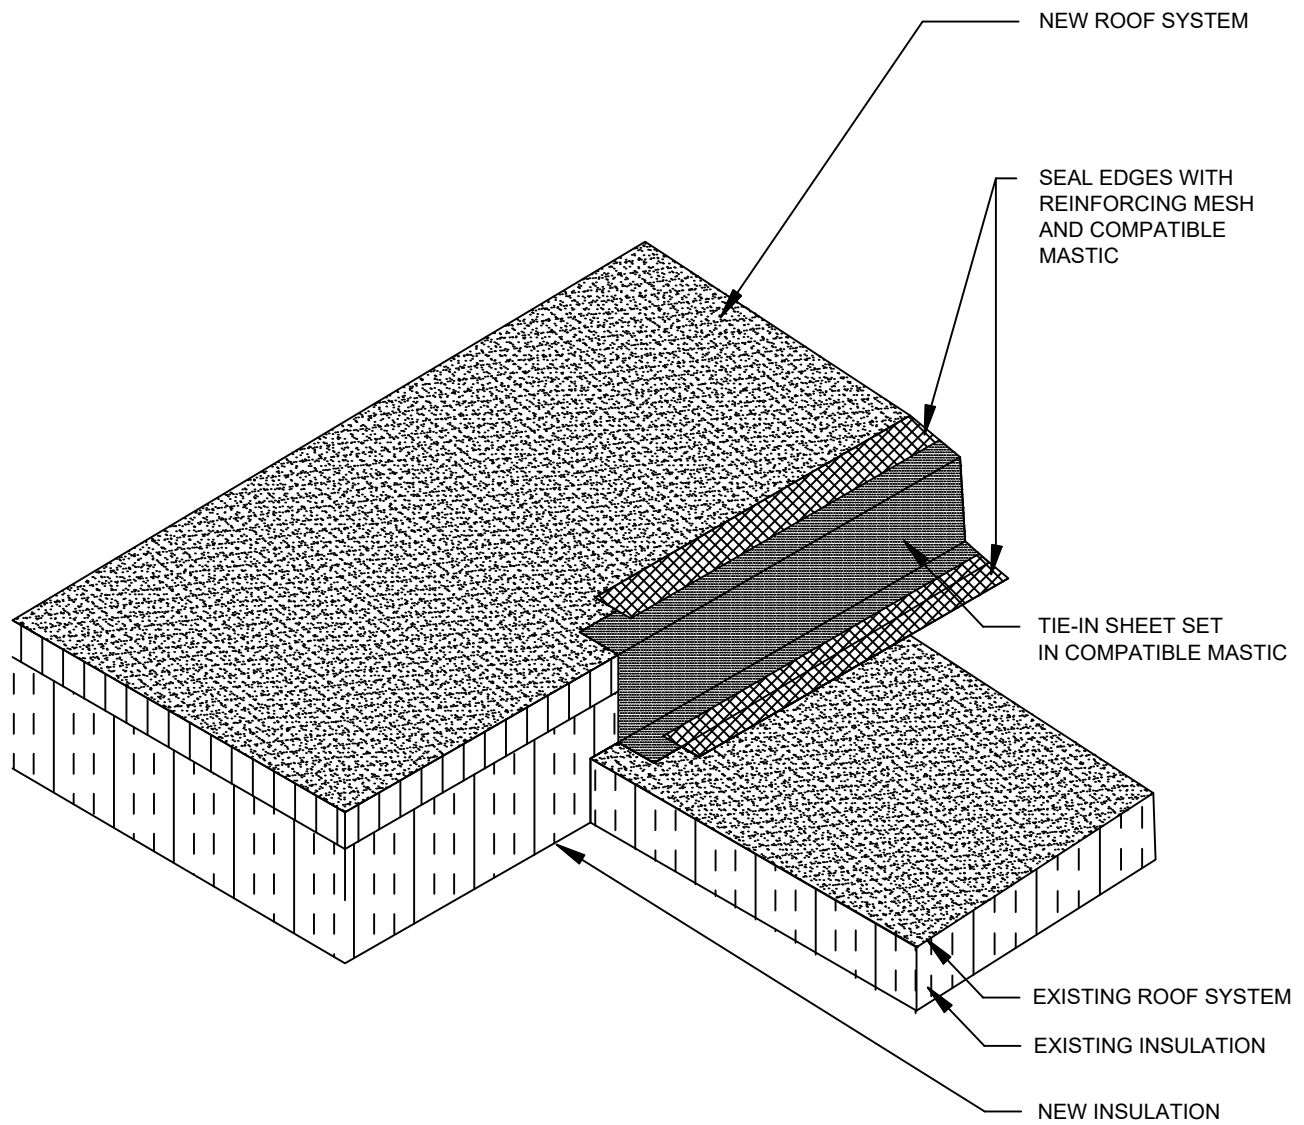 NEW ROOF SYSTEM
SEAL EDGES WITH
REINFORCING MESH
AND COMPATIBLE
MASTIC
TIE-IN SHEET SET
IN COMPATIBLE MASTIC
EXISTING ROOF SYSTEM
EXISTING INSULATION
NEW INSULATION